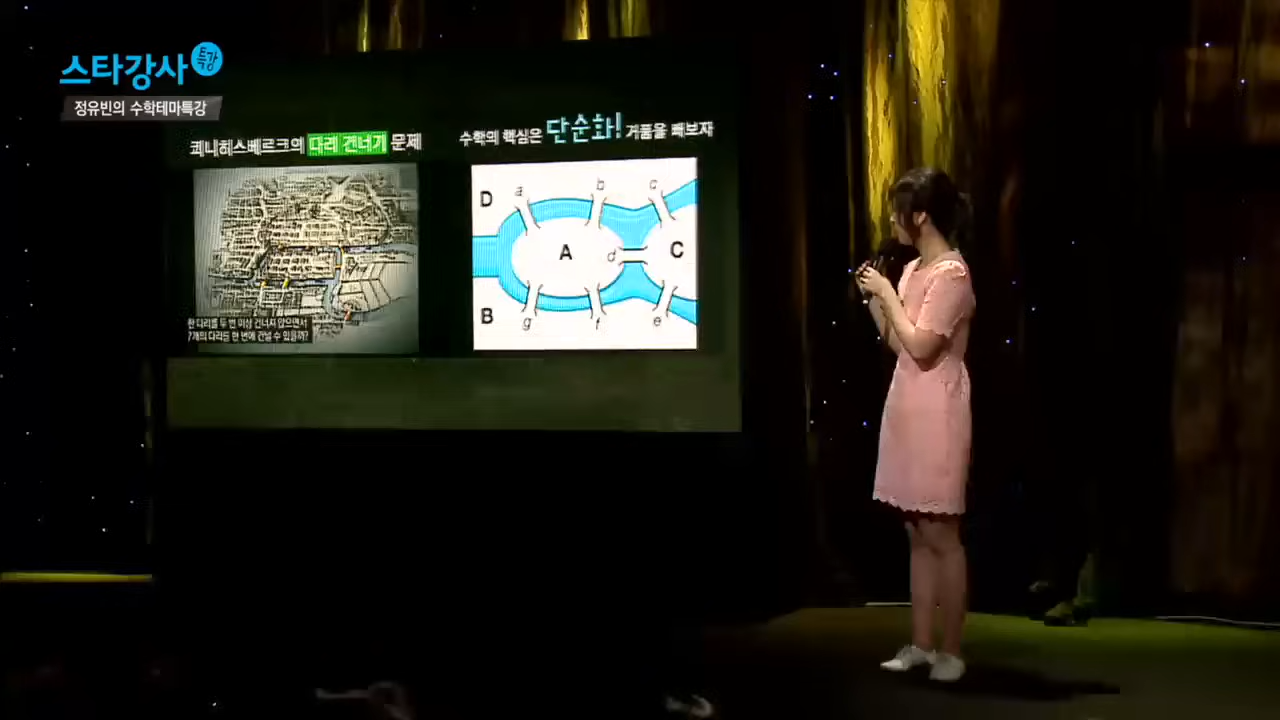 스타강사 특강
정유빈의 수학테마특강
쾨니히스베르크의 다리 건너기 문제
한 다리를 두 번 이상 건너지 않으면서
7개의 다리를 한 번에 건널 수 있을까?
수학의 핵심은 단순화! 거품을 빼보자
a b c
D
A d C
B
g f e